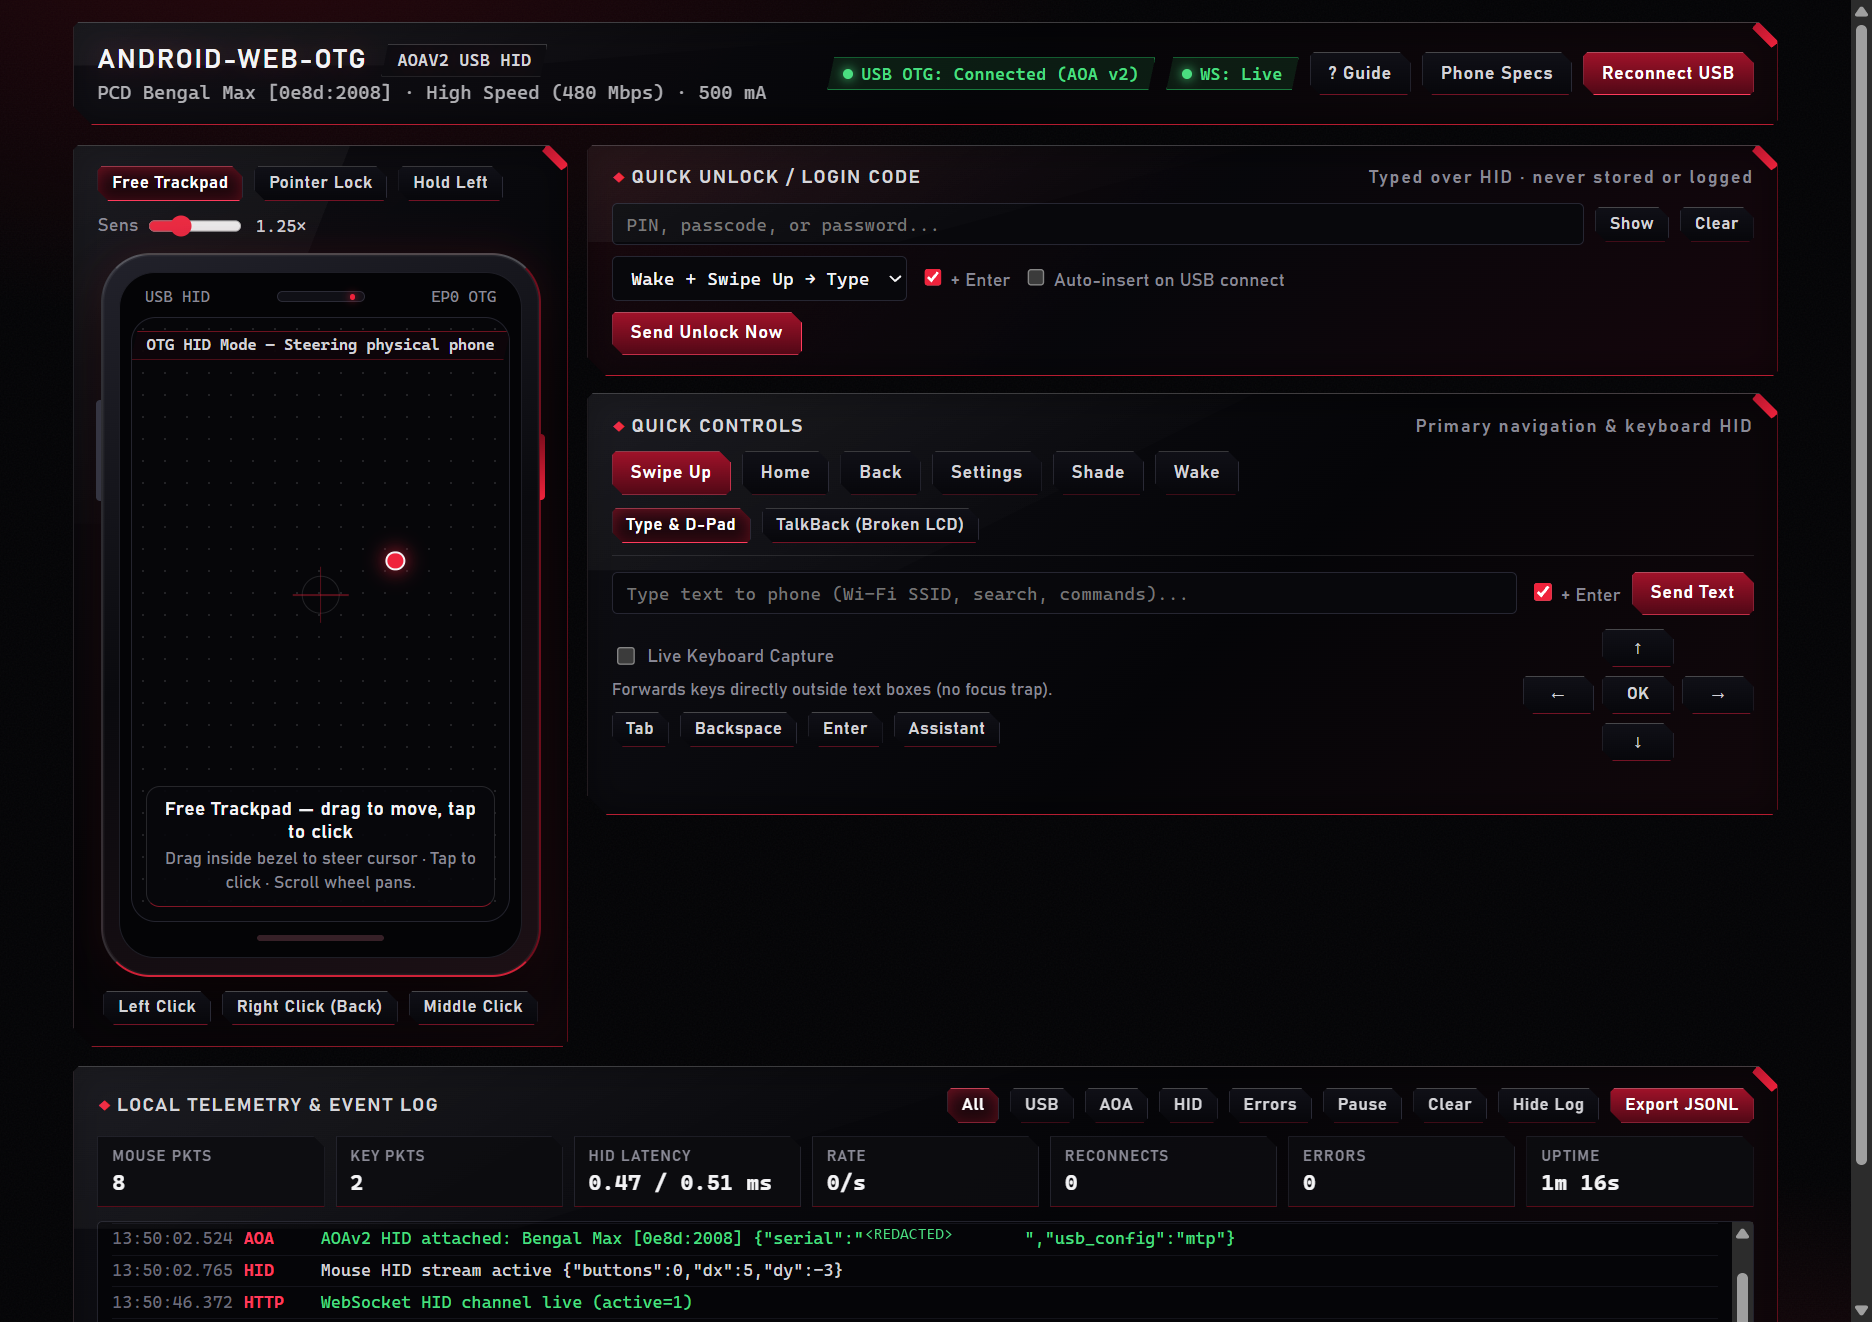 ANDROID-WEB-OTG AOAV2 USB HID
PCD Bengal Max [0e8d:2008] · High Speed (480 Mbps) · 500 mA
USB OTG: Connected (AOA v2) WS: Live ? Guide Phone Specs Reconnect USB
Free Trackpad Pointer Lock Hold Left
Sens 1.25×
USB HID EP0 OTG
OTG HID Mode — Steering physical phone
Free Trackpad — drag to move, tap
to click
Drag inside bezel to steer cursor · Tap to
click · Scroll wheel pans.
Left Click Right Click (Back) Middle Click
QUICK UNLOCK / LOGIN CODE Typed over HID · never stored or logged
PIN, passcode, or password... Show Clear
Wake + Swipe Up → Type + Enter Auto-insert on USB connect
Send Unlock Now
QUICK CONTROLS Primary navigation & keyboard HID
Swipe Up Home Back Settings Shade Wake
Type & D-Pad TalkBack (Broken LCD)
Type text to phone (Wi-Fi SSID, search, commands)... + Enter Send Text
↑
Live Keyboard Capture
Forwards keys directly outside text boxes (no focus trap).
← OK →
Tab Backspace Enter Assistant
↓
LOCAL TELEMETRY & EVENT LOG All USB AOA HID Errors Pause Clear Hide Log Export JSONL
MOUSE PKTS KEY PKTS HID LATENCY RATE RECONNECTS ERRORS UPTIME
8 2 0.47 / 0.51 ms 0/s 0 0 1m 16s
13:50:02.524 AOA AOAv2 HID attached: Bengal Max [0e8d:2008] {"serial":"<REDACTED>","usb_config":"mtp"}
13:50:02.765 HID Mouse HID stream active {"buttons":0,"dx":5,"dy":-3}
13:50:46.372 HTTP WebSocket HID channel live (active=1)